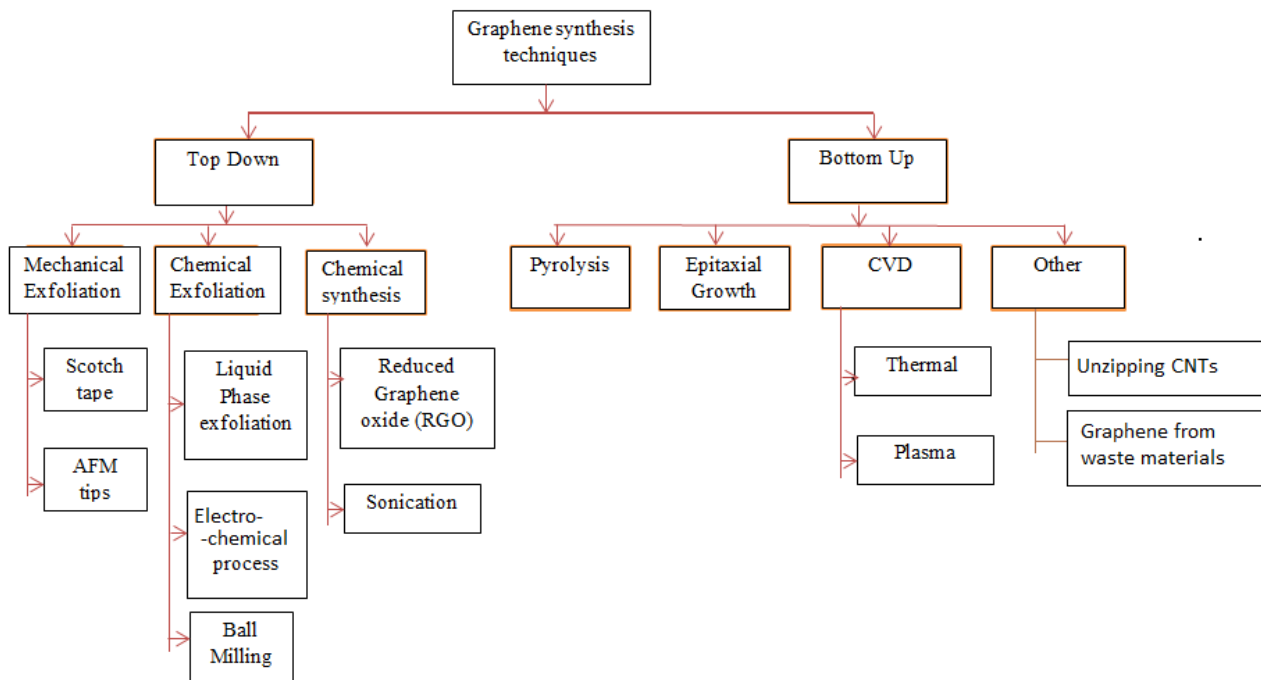 Graphene synthesis
techniques
Top Down
Bottom Up
Mechanical
Exfoliation
Chemical
Exfoliation
Chemical
synthesis
Pyrolysis
Epitaxial
Growth
CVD
Other
Scotch
tape
AFM
tips
Liquid
Phase
exfoliation
Electro-
-chemical
process
Ball
Milling
Reduced
Graphene
oxide (RGO)
Sonication
Thermal
Plasma
Unzipping CNTs
Graphene from
waste materials